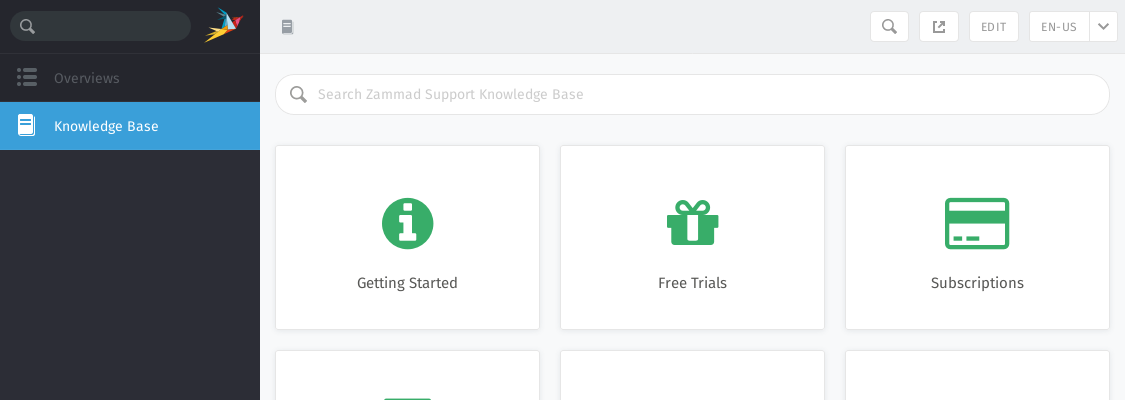 EDIT
EN-US
Overviews
Knowledge Base
Search Zammad Support Knowledge Base
Getting Started
Free Trials
Subscriptions